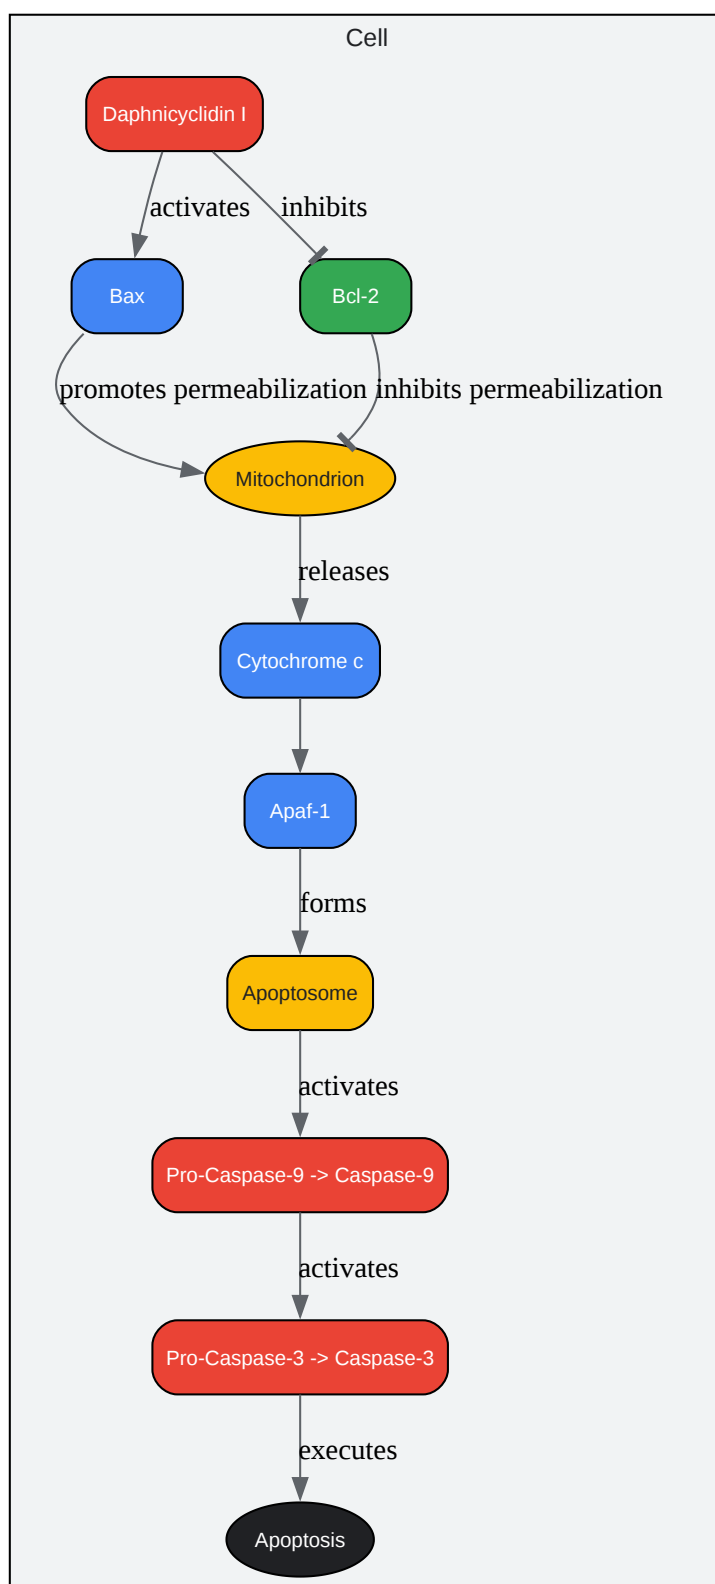 Cell
Daphnicyclidin I
activates
inhibits
Bax
Bcl-2
promotes permeabilization
inhibits permeabilization
Mitochondrion
releases
Cytochrome c
Apaf-1
forms
Apoptosome
activates
Pro-Caspase-9 -> Caspase-9
activates
Pro-Caspase-3 -> Caspase-3
executes
Apoptosis